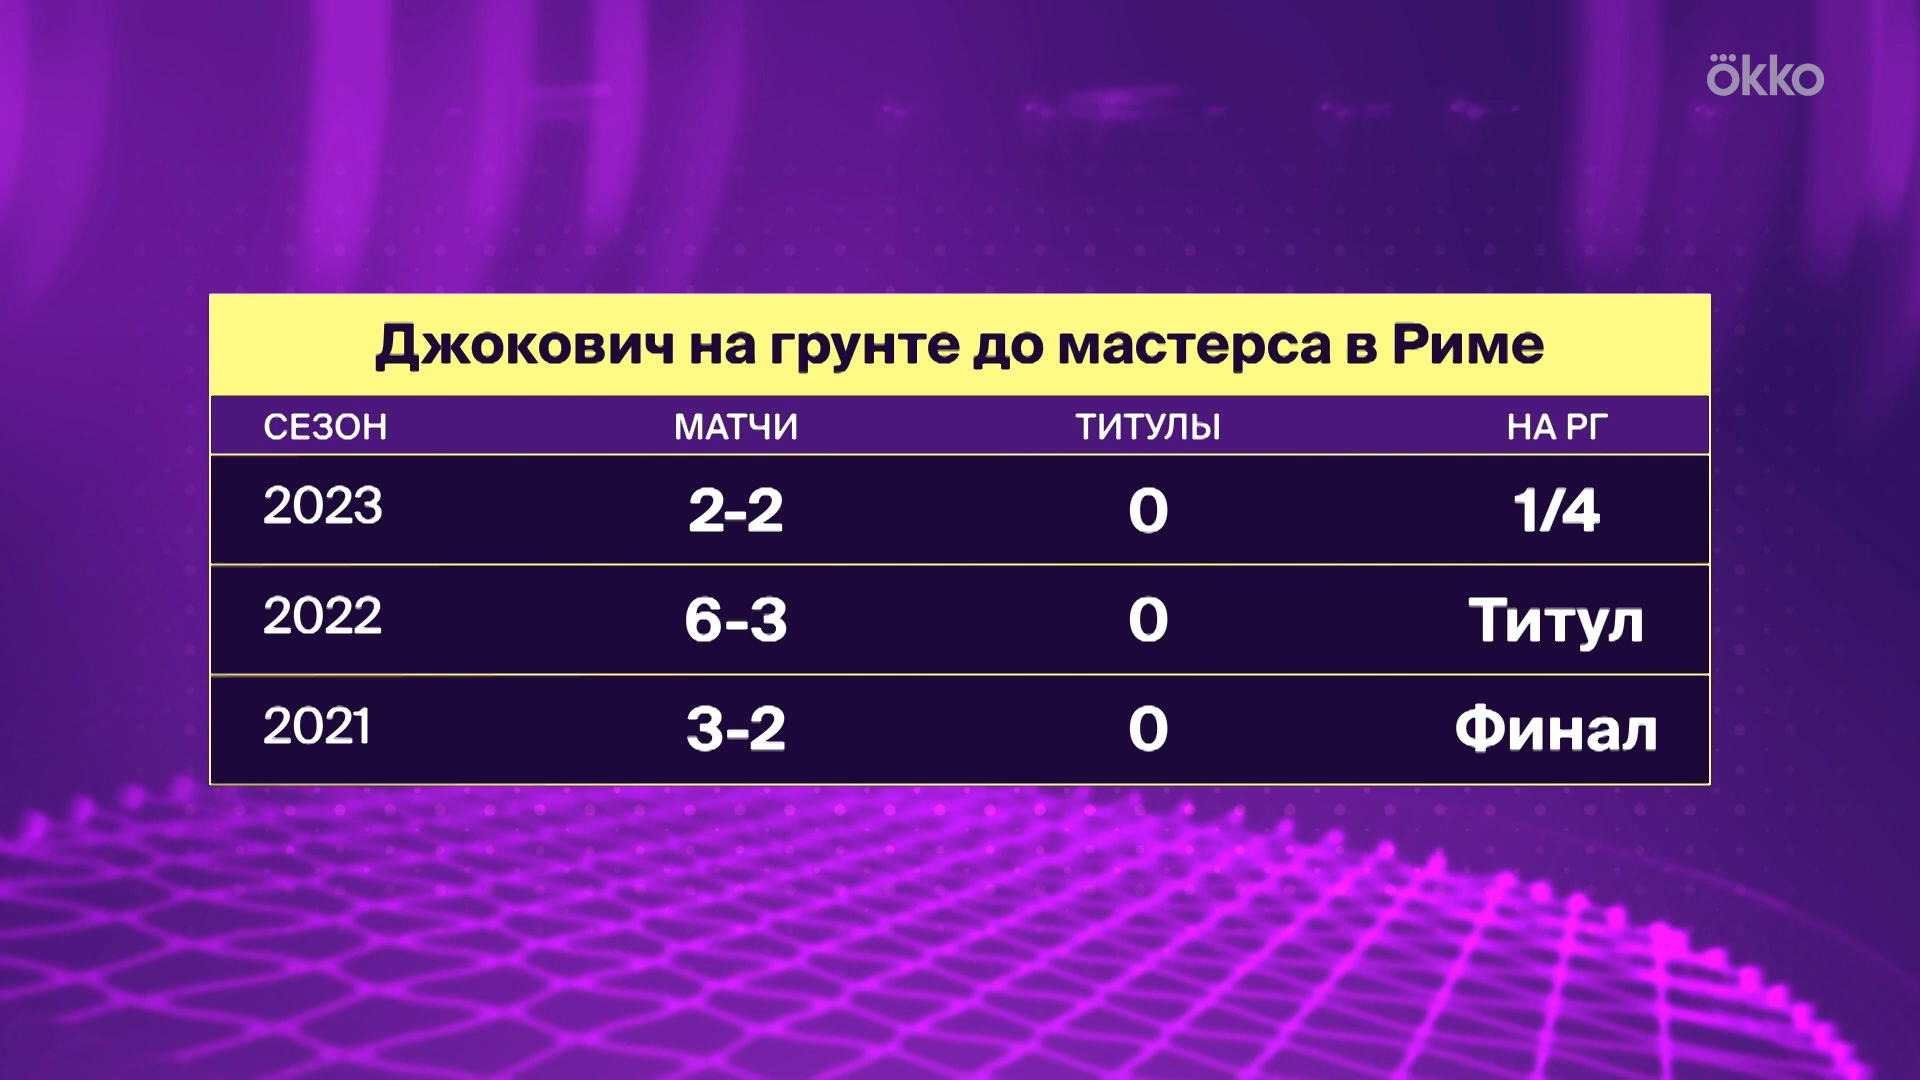 ökko
Джокович на грунте до мастерса в Риме
СЕЗОН МАТЧИ ТИТУЛЫ НА РГ
2023 2-2 0 1/4
2022 6-3 0 Титул
2021 3-2 0 Финал